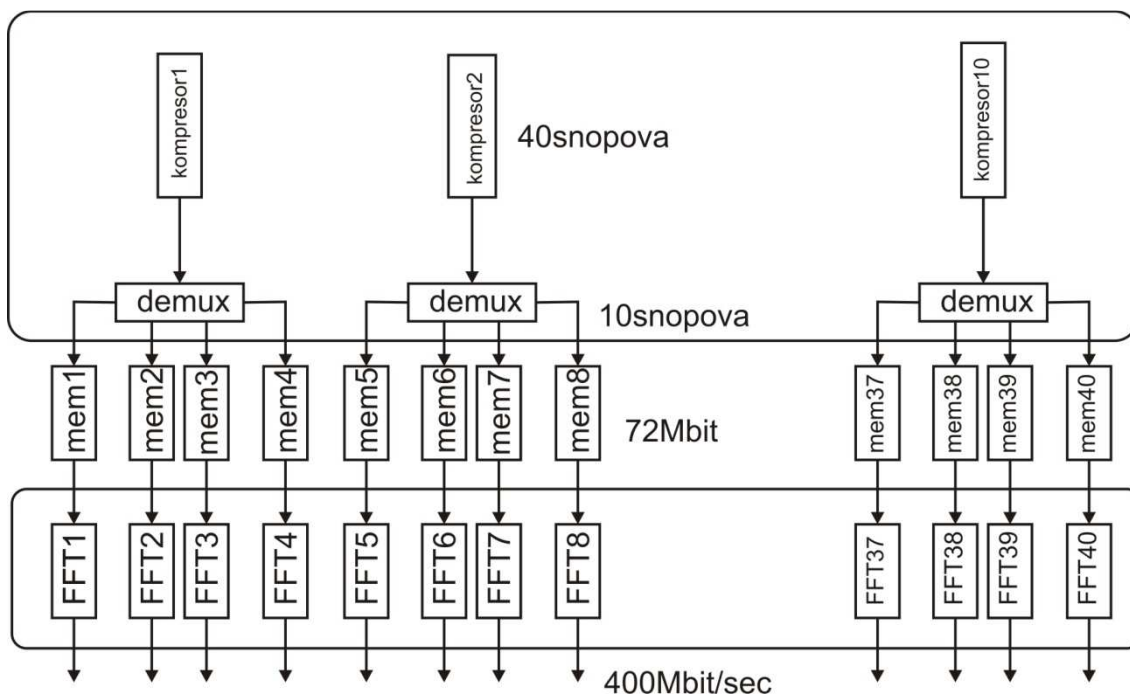 kompresor1
kompresor2
kompresor10
40snopova
demux
demux
demux
10snopova
mem1
mem2
mem3
mem4
mem5
mem6
mem7
mem8
mem37
mem38
mem39
mem40
72Mbit
FFT1
FFT2
FFT3
FFT4
FFT5
FFT6
FFT7
FFT8
FFT37
FFT38
FFT39
FFT40
400Mbit/sec